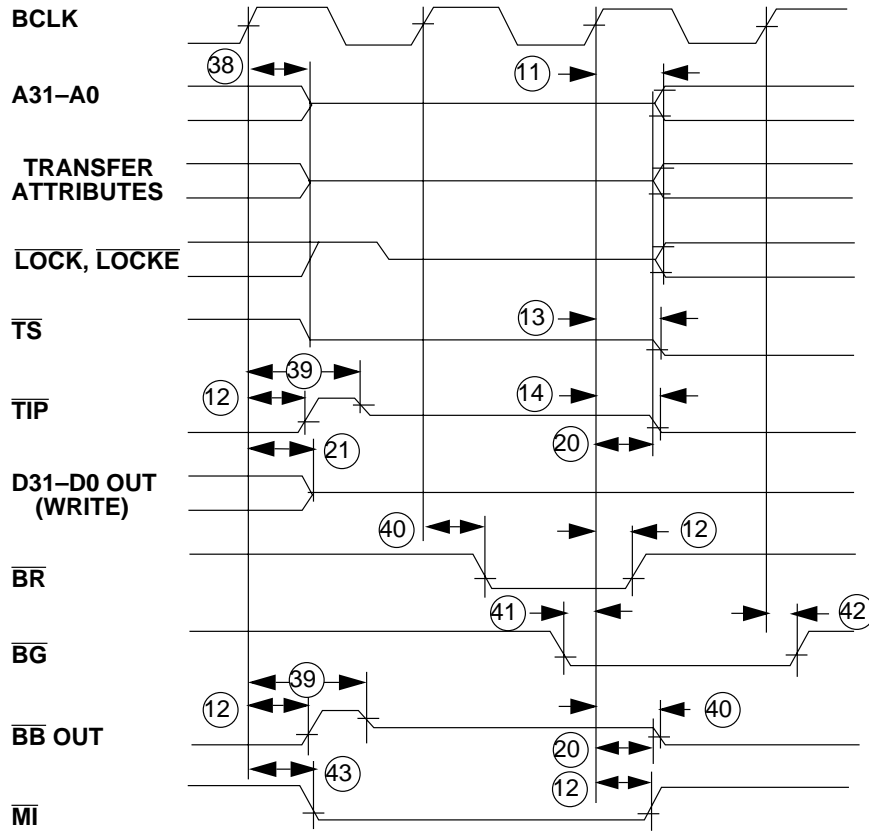 BCLK
38
11
A31–A0
TRANSFER
ATTRIBUTES
LOCK, LOCKE
13
TS
39
12
14
TIP
21
20
D31–D0 OUT
(WRITE)
40
12
BR
41
42
BG
39
12
40
BB OUT
20
43
12
MI